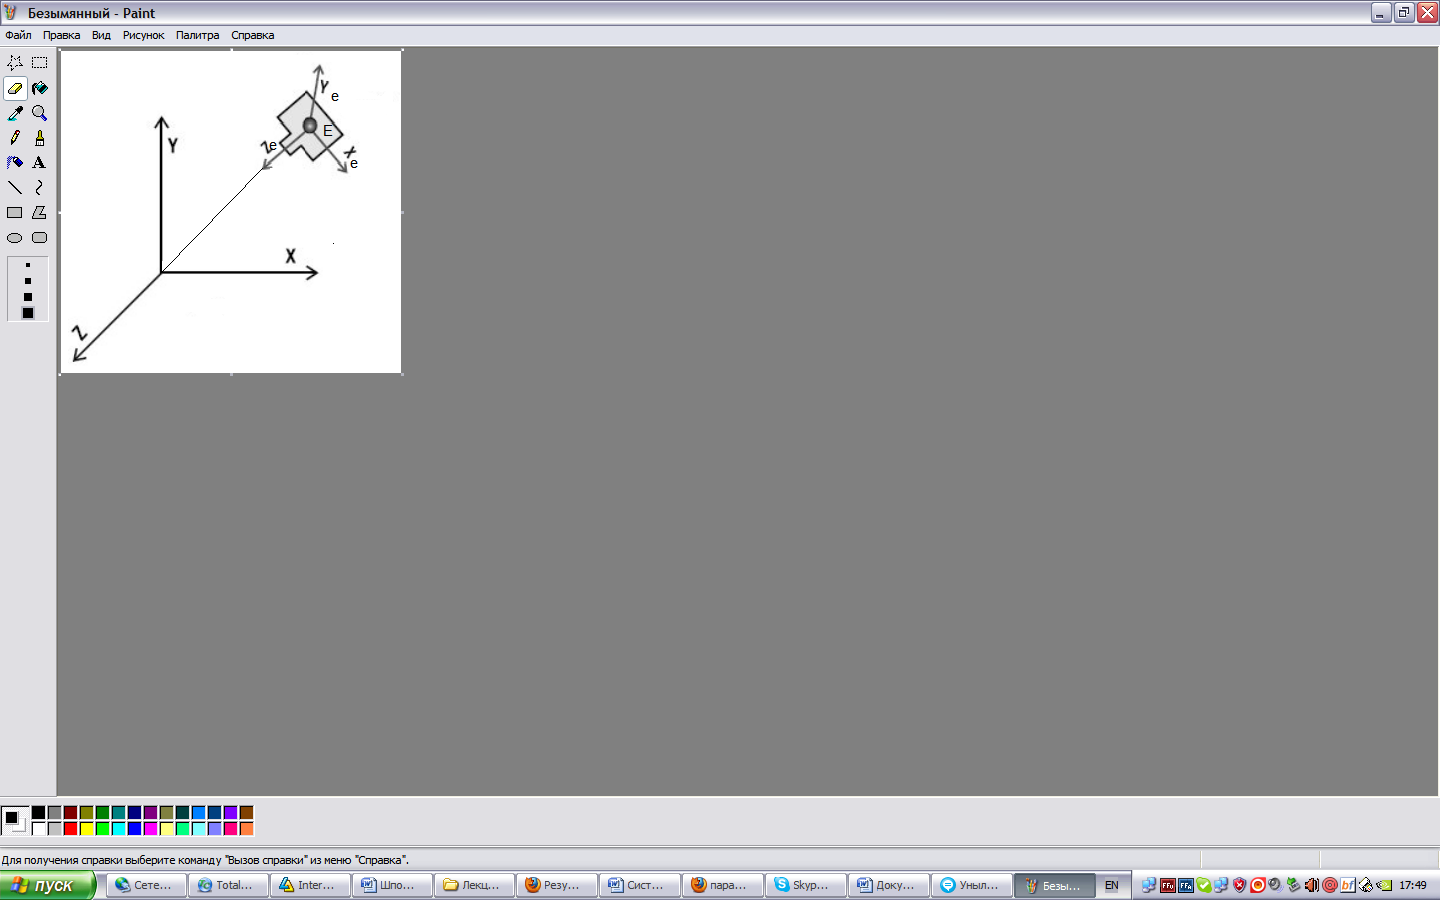 Безымянный - Paint
Файл Правка Вид Рисунок Палитра Справка
Y
e
E
Z e
X
e
Y
X
Z
A
Для получения справки выберите команду "Вызов справки" из меню "Справка".
пуск
Сете...
Total...
Inter...
Шпо...
Лекц...
Резу...
Сист...
пара...
Skyp...
Доку...
Уныл...
Безы...
EN
17:49